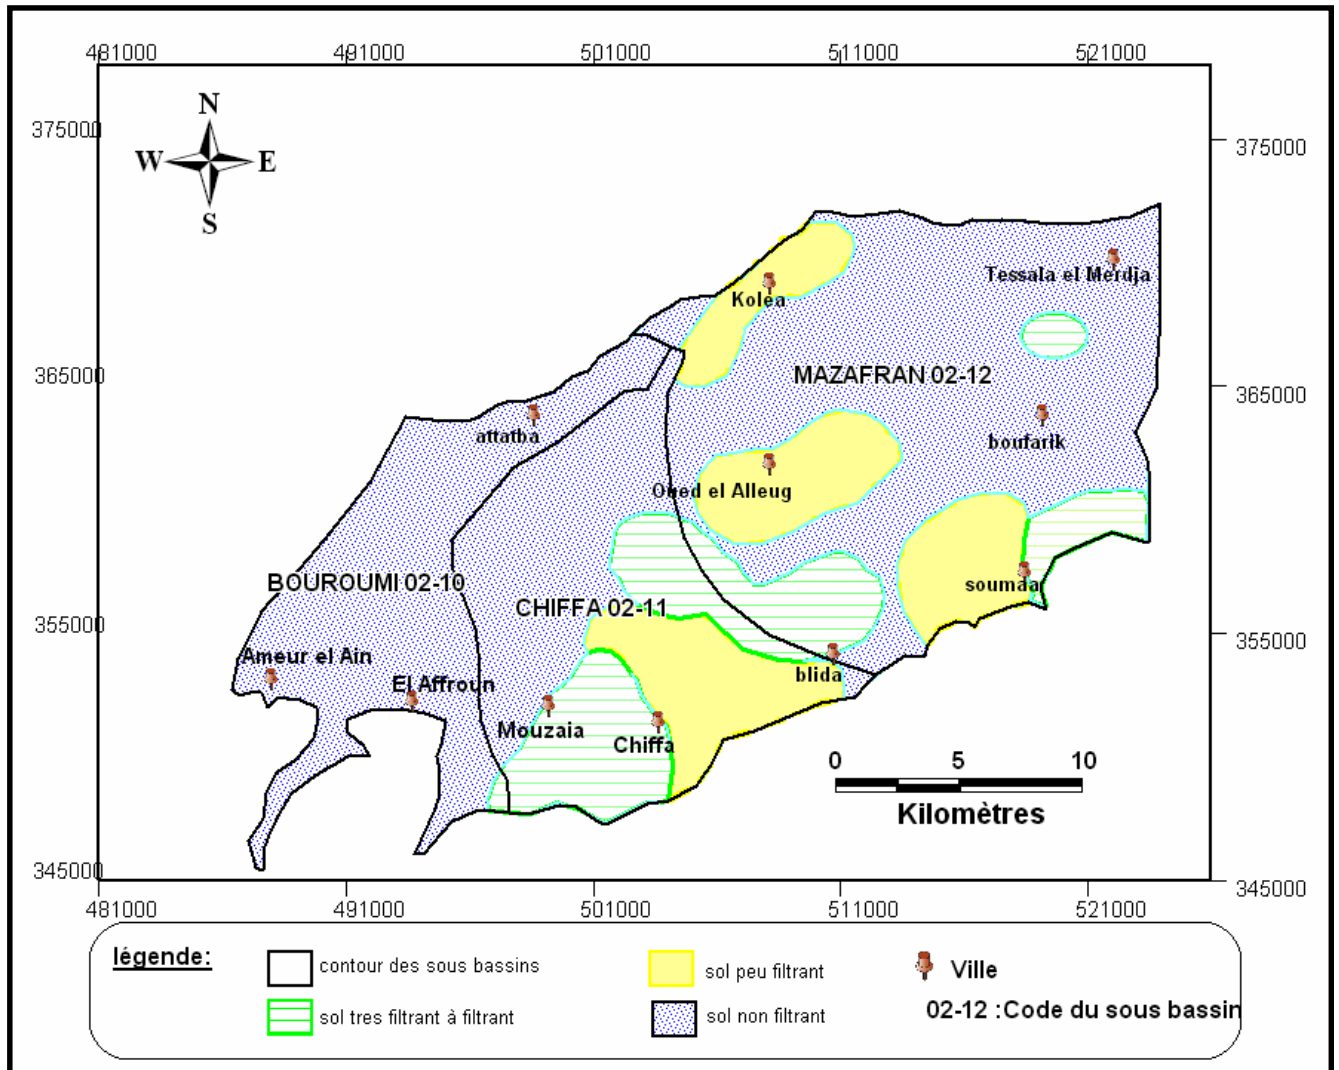 481000 491000 501000 511000 521000
375000
375000
N
W E
S
Tessala el Merdja
Koléa
365000
MAZAFRAN 02-12
365000
attatba
boufarik
Oued el Alleug
BOUROUMI 02-10
soumaa
CHIFFA 02-11
355000
355000
Ameur el Ain
blida
El Affroun
Mouzaia
Chiffa
0 5 10
Kilomètres
345000
345000
481000 491000 501000 511000 521000
légende:
contour des sous bassins
sol peu filtrant
Ville
sol tres filtrant à filtrant
sol non filtrant
02-12 :Code du sous bassin